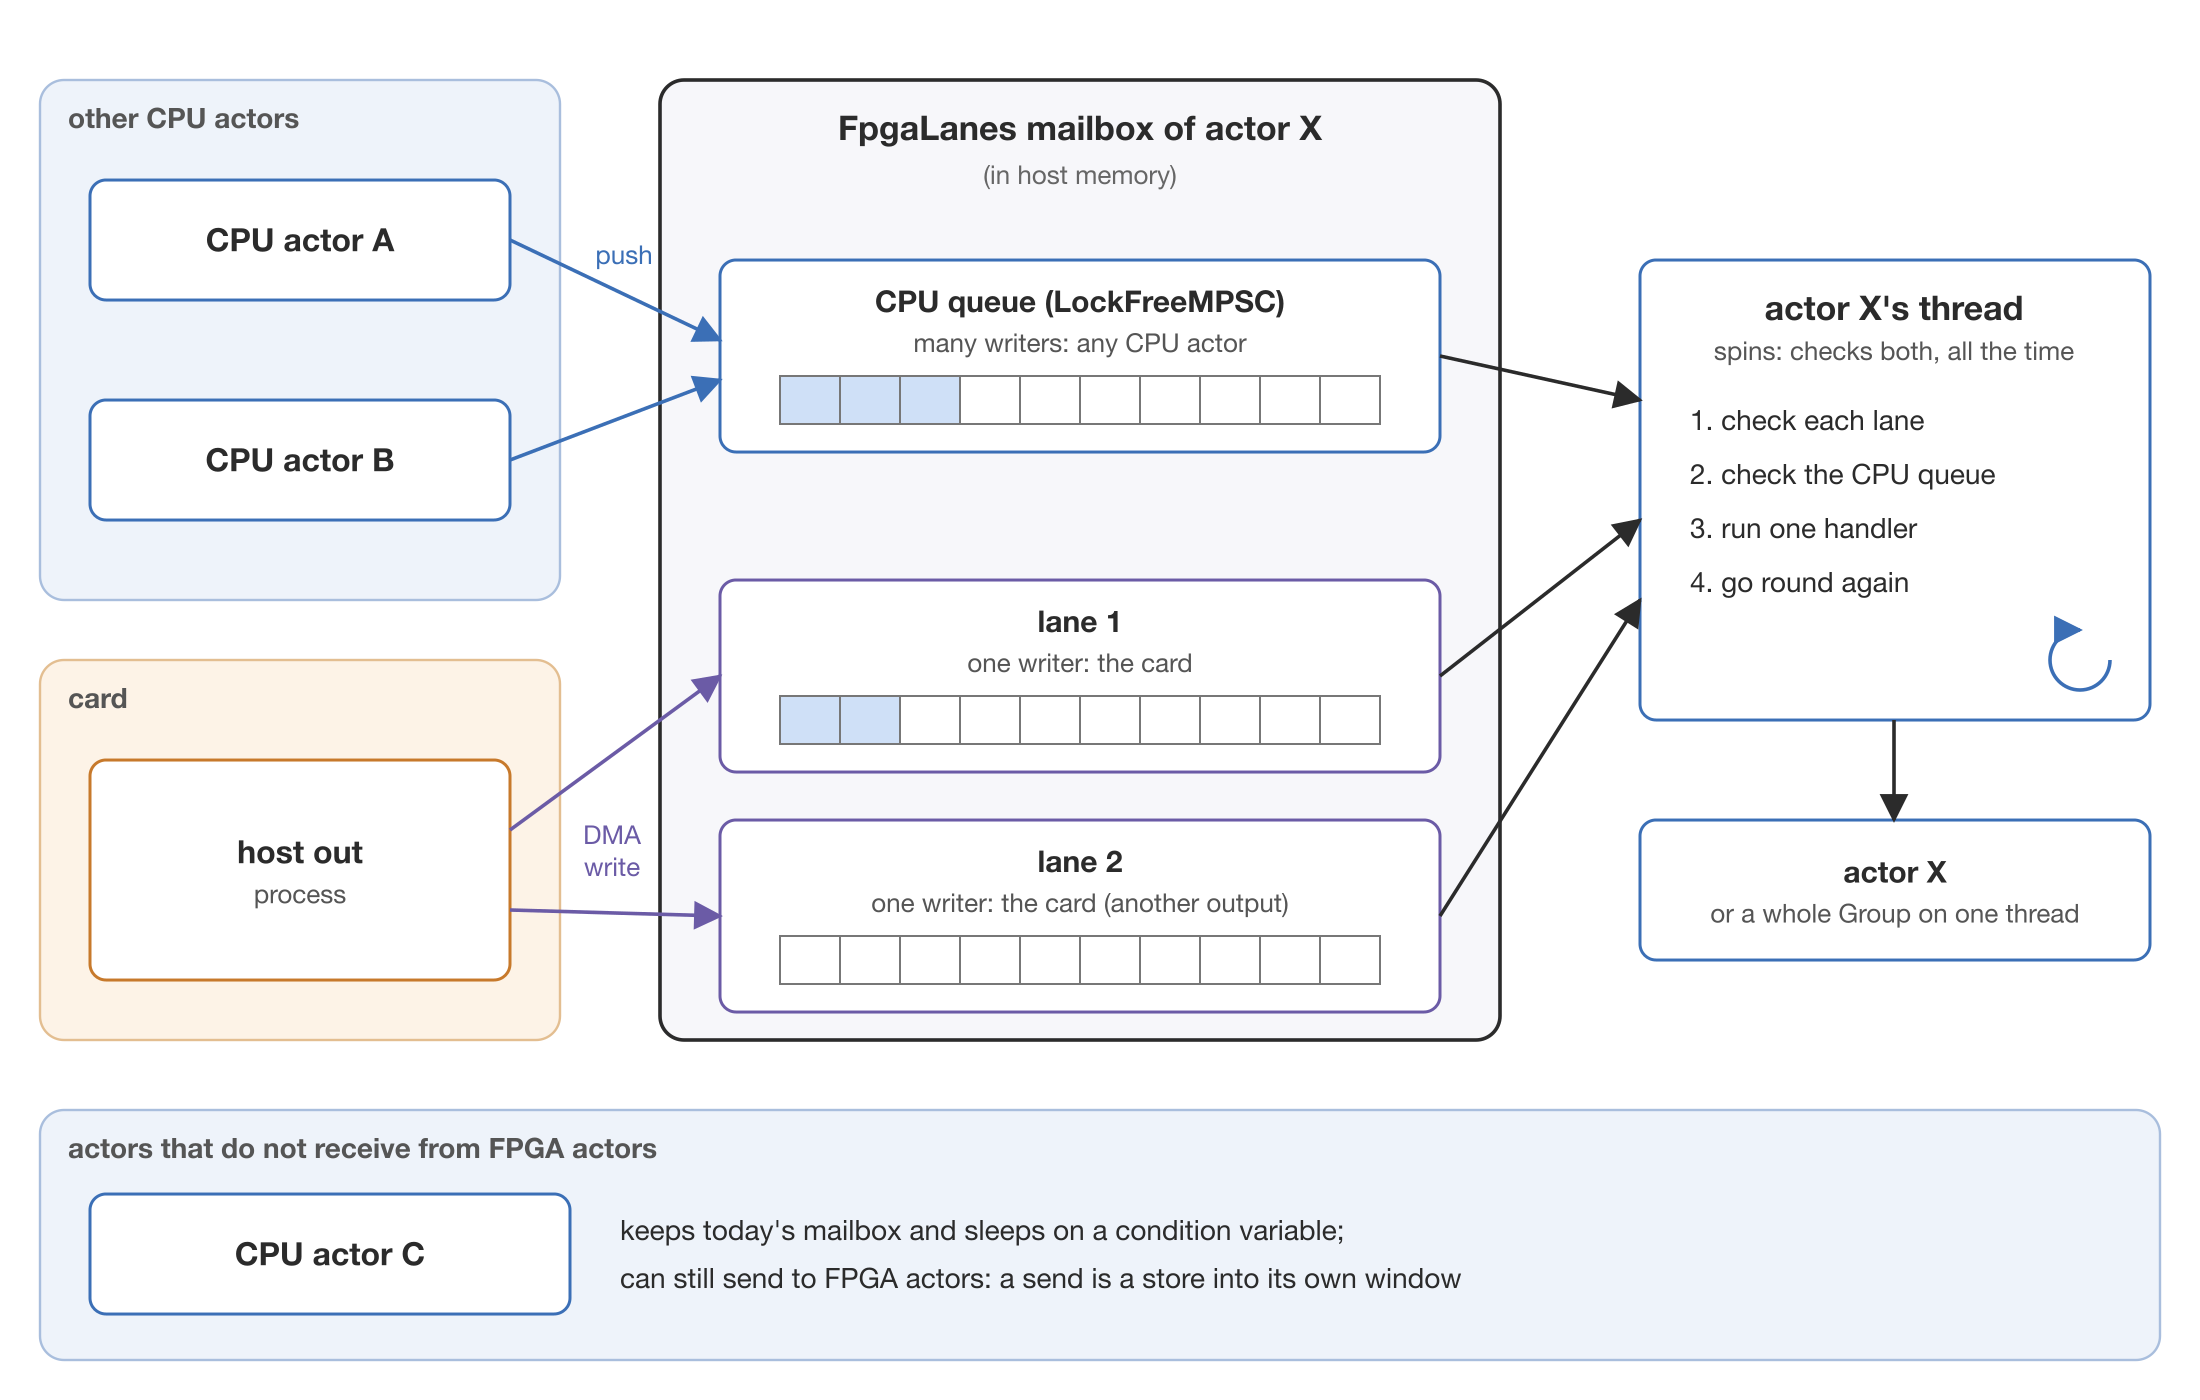 other CPU actors
CPU actor A
CPU actor B
push
card
host out
process
DMA
write
FpgaLanes mailbox of actor X
(in host memory)
CPU queue (LockFreeMPSC)
many writers: any CPU actor
lane 1
one writer: the card
lane 2
one writer: the card (another output)
actor X's thread
spins: checks both, all the time
1. check each lane
2. check the CPU queue
3. run one handler
4. go round again
actor X
or a whole Group on one thread
actors that do not receive from FPGA actors
CPU actor C
keeps today's mailbox and sleeps on a condition variable;
can still send to FPGA actors: a send is a store into its own window